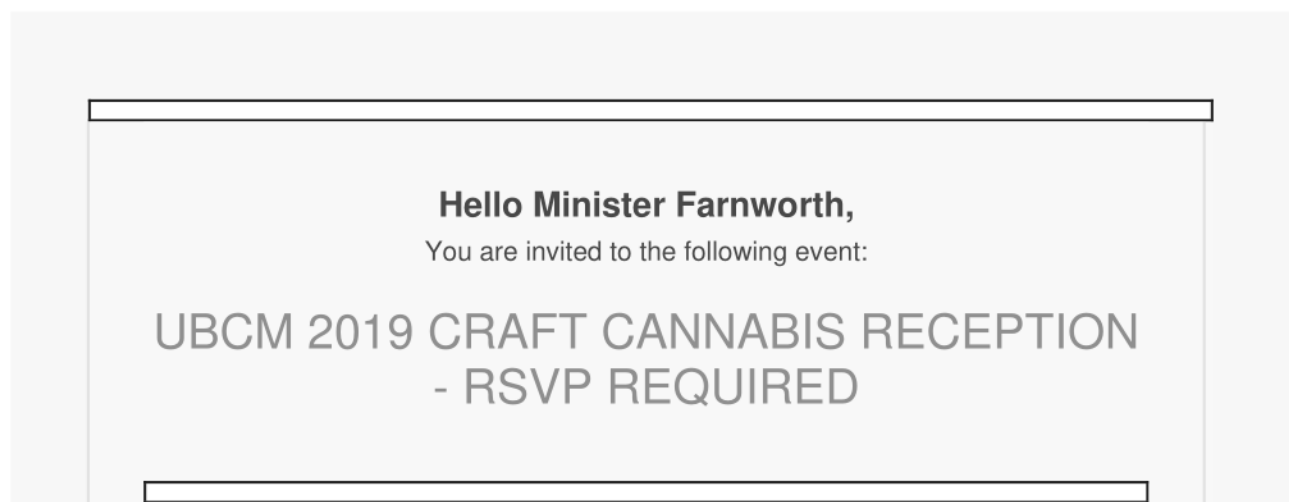 Hello Minister Farnworth,
You are invited to the following event:
UBCM 2019 CRAFT CANNABIS RECEPTION
- RSVP REQUIRED